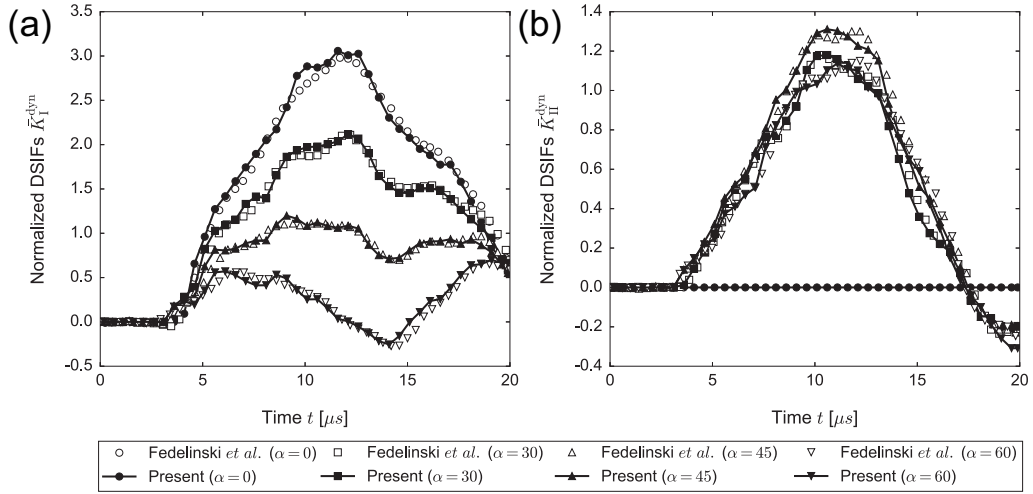 (a)
(b)
Normalized DSIFs K̄_I^dyn
3.5
3.0
2.5
2.0
1.5
1.0
0.5
0.0
-0.5
0
5
10
15
20
Time t [μs]
Normalized DSIFs K̄_II^dyn
1.4
1.2
1.0
0.8
0.6
0.4
0.2
0.0
-0.2
-0.4
0
5
10
15
20
Time t [μs]
Fedelinski et al. (α=0)
Fedelinski et al. (α=30)
Fedelinski et al. (α=45)
Fedelinski et al. (α=60)
Present (α=0)
Present (α=30)
Present (α=45)
Present (α=60)